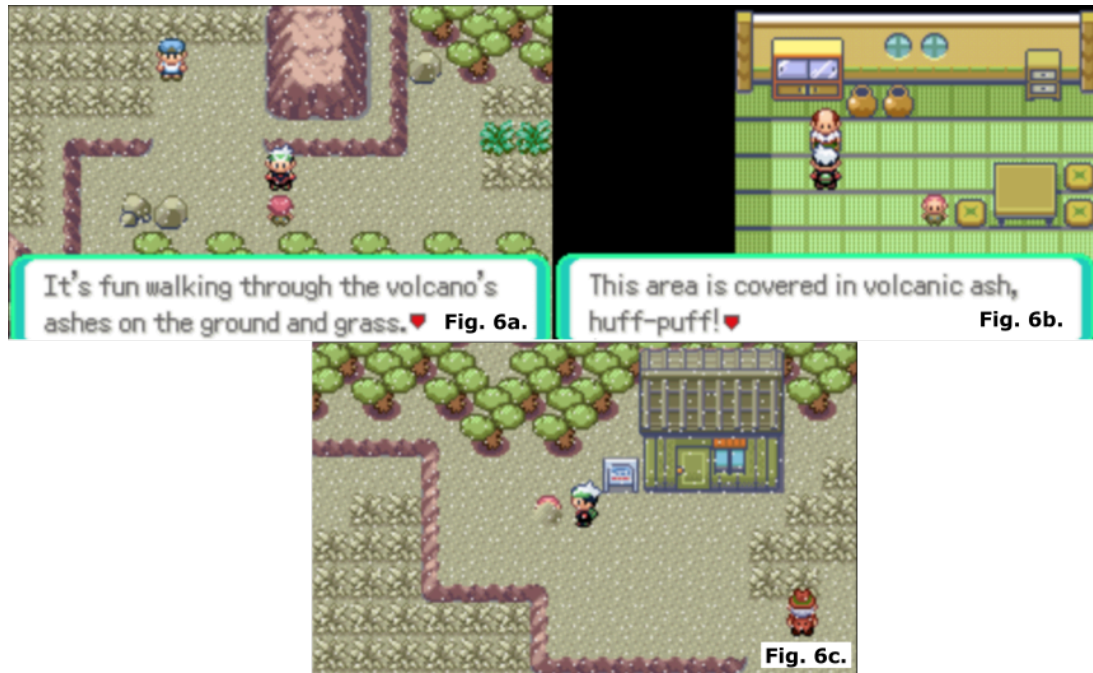 It's fun walking through the volcano's
ashes on the ground and grass.♥
Fig. 6a.
This area is covered in volcanic ash,
huff-puff!♥
Fig. 6b.
Fig. 6c.